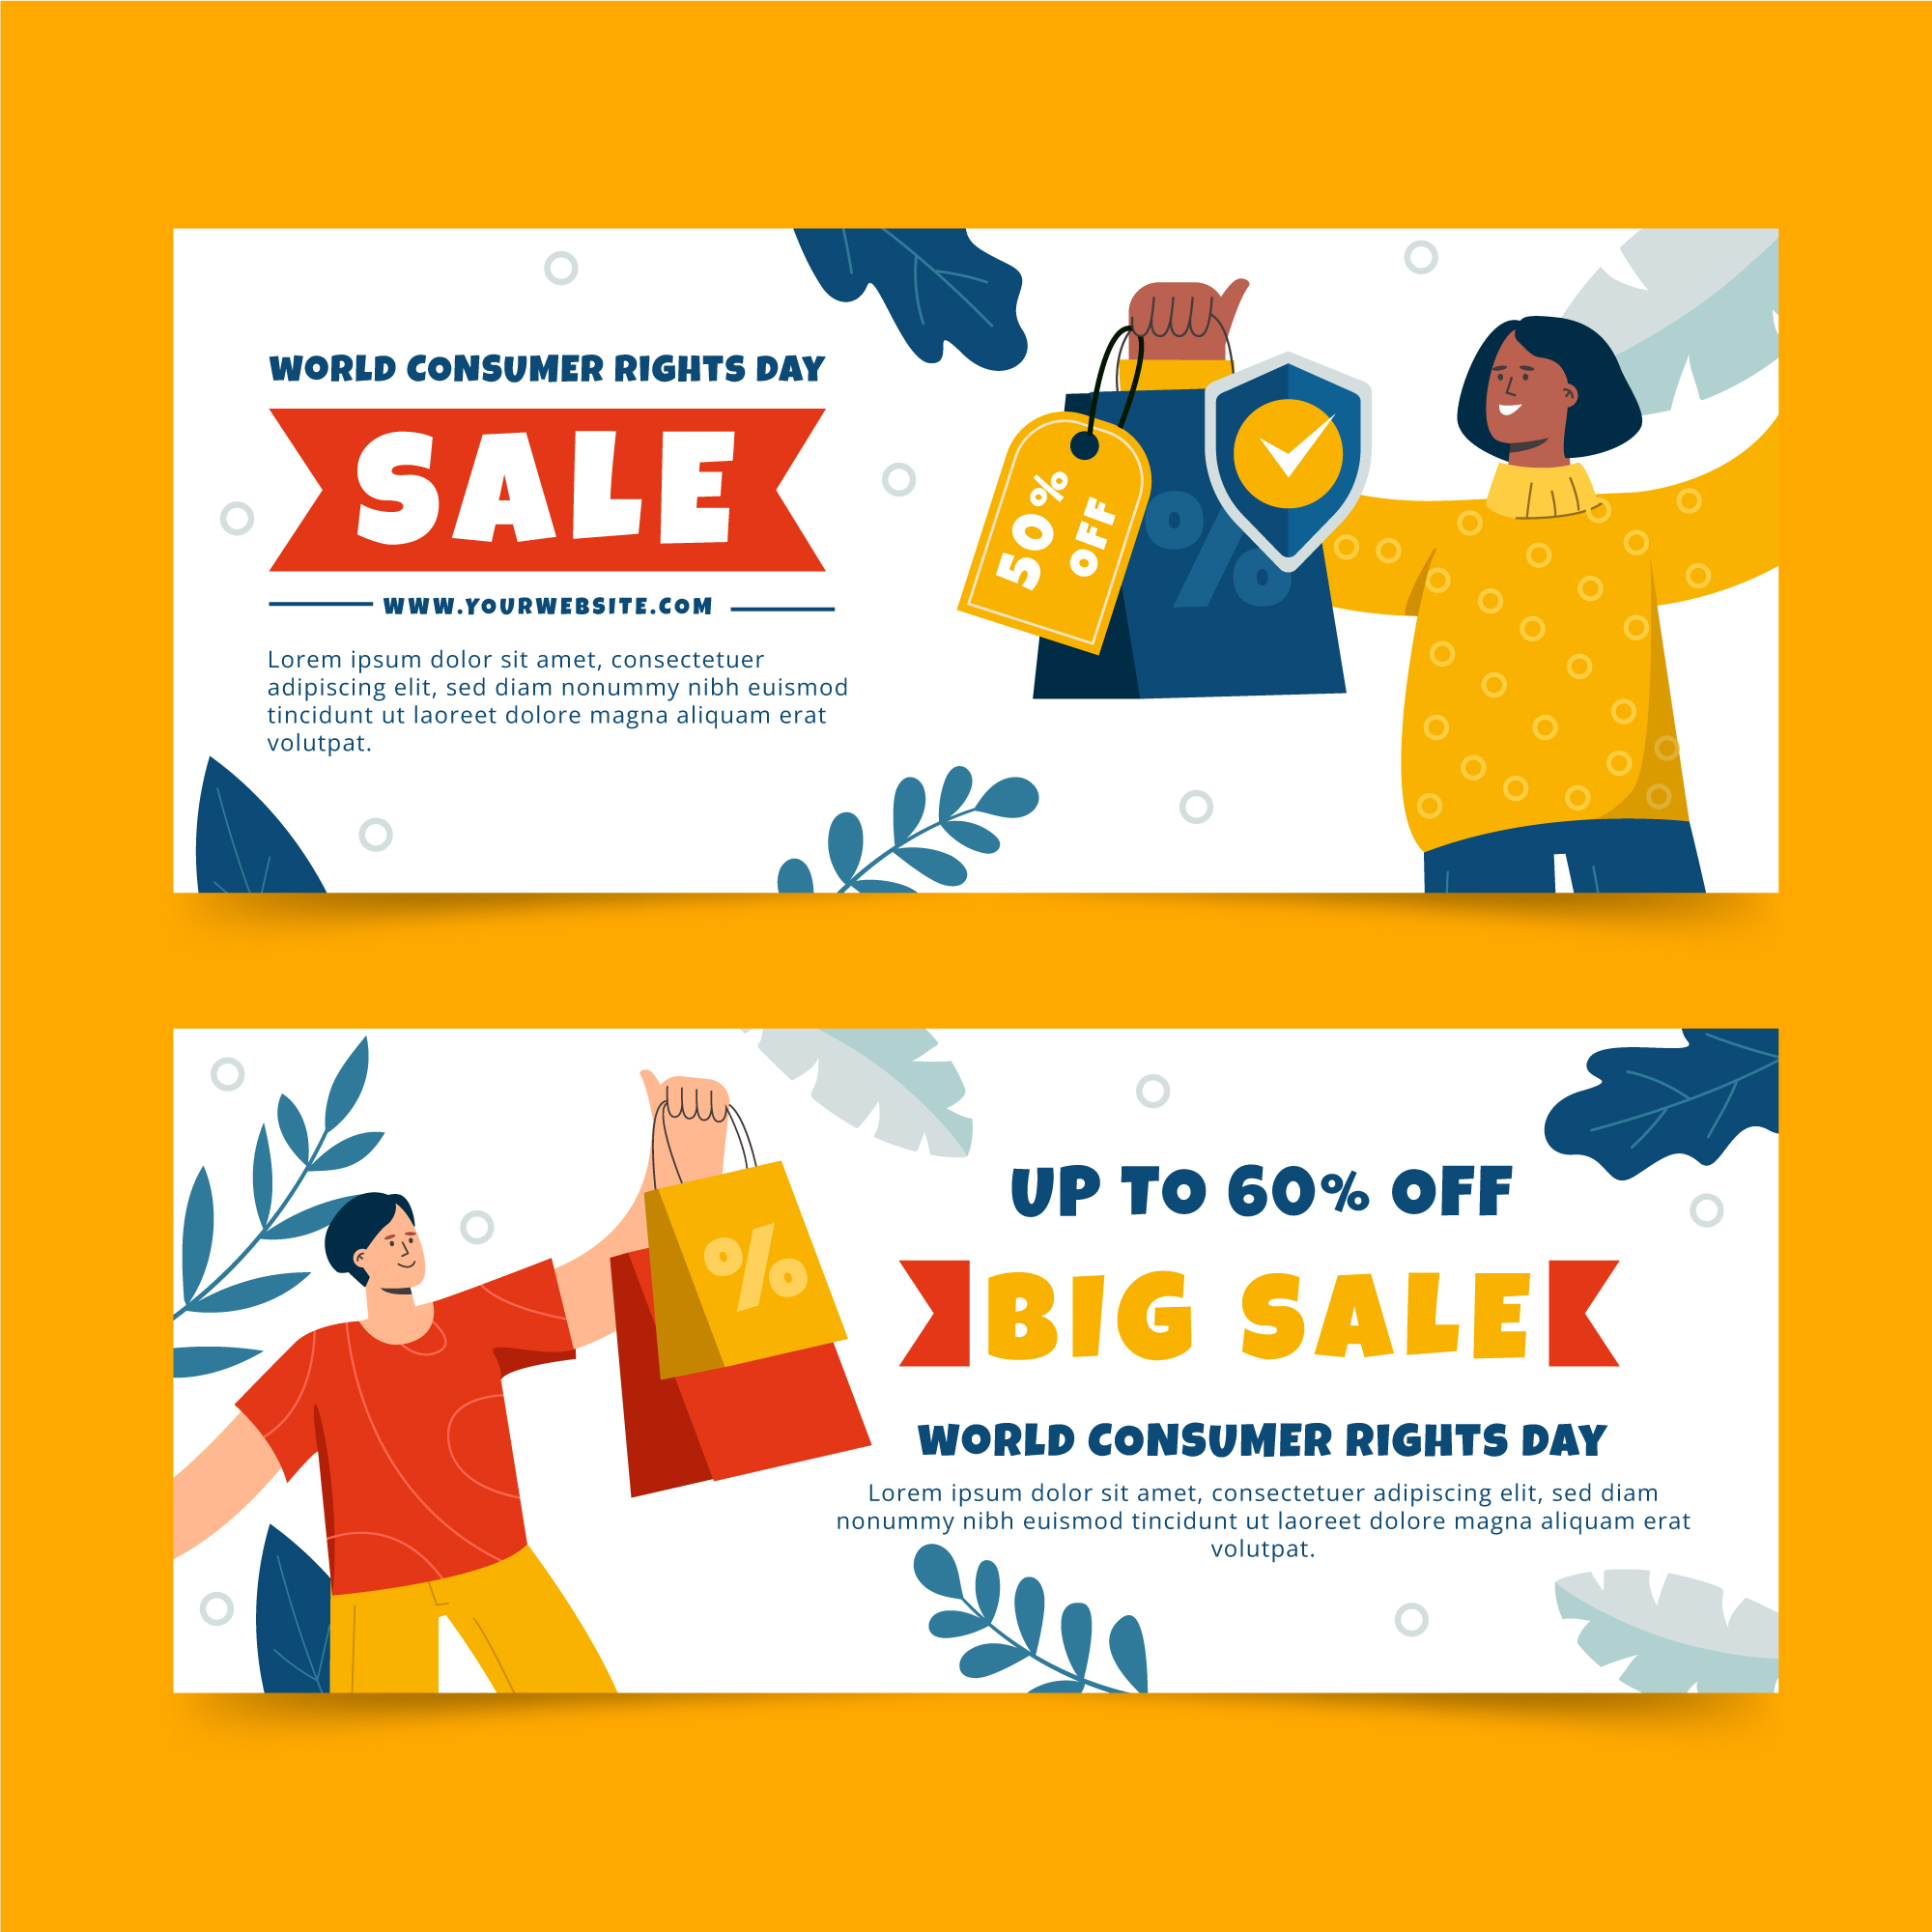 WORLD CONSUMER RIGHTS DAY
SALE
WWW.YOURWEBSITE.COM
Lorem ipsum dolor sit amet, consectetuer
adipiscing elit, sed diam nonummy nibh euismod
tincidunt ut laoreet dolore magna aliquam erat
volutpat.
50%
OFF
%
%
UP TO 60% OFF
BIG SALE
WORLD CONSUMER RIGHTS DAY
Lorem ipsum dolor sit amet, consectetuer adipiscing elit, sed diam
nonummy nibh euismod tincidunt ut laoreet dolore magna aliquam erat
volutpat.